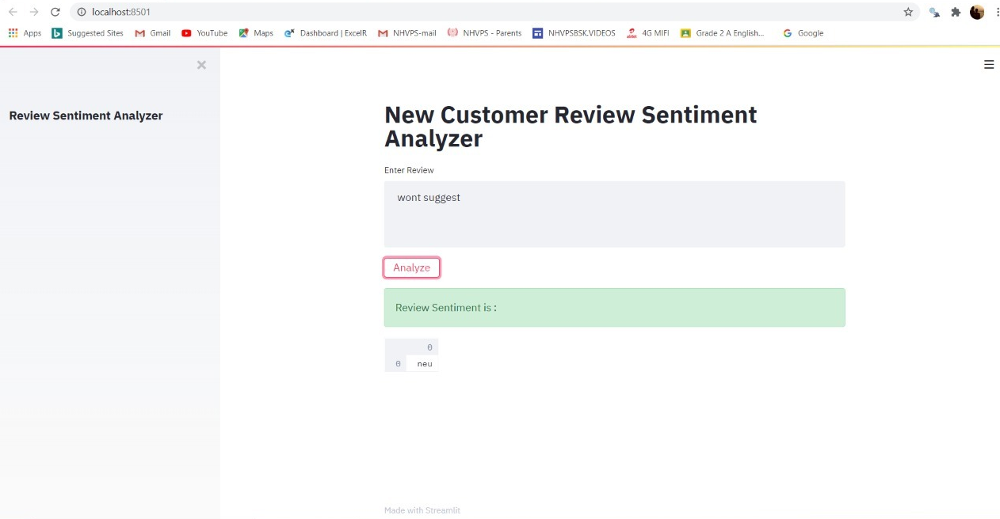 localhost:8501
Apps Suggested Sites Gmail YouTube Maps Dashboard | ExcelR NHVPS-mail NHVPS - Parents NHVPSBSK.VIDEOS 4G MIFI Grade 2 A English... Google
Review Sentiment Analyzer
New Customer Review Sentiment
Analyzer
Enter Review
wont suggest
Analyze
Review Sentiment is :
0
0 neu
Made with Streamlit